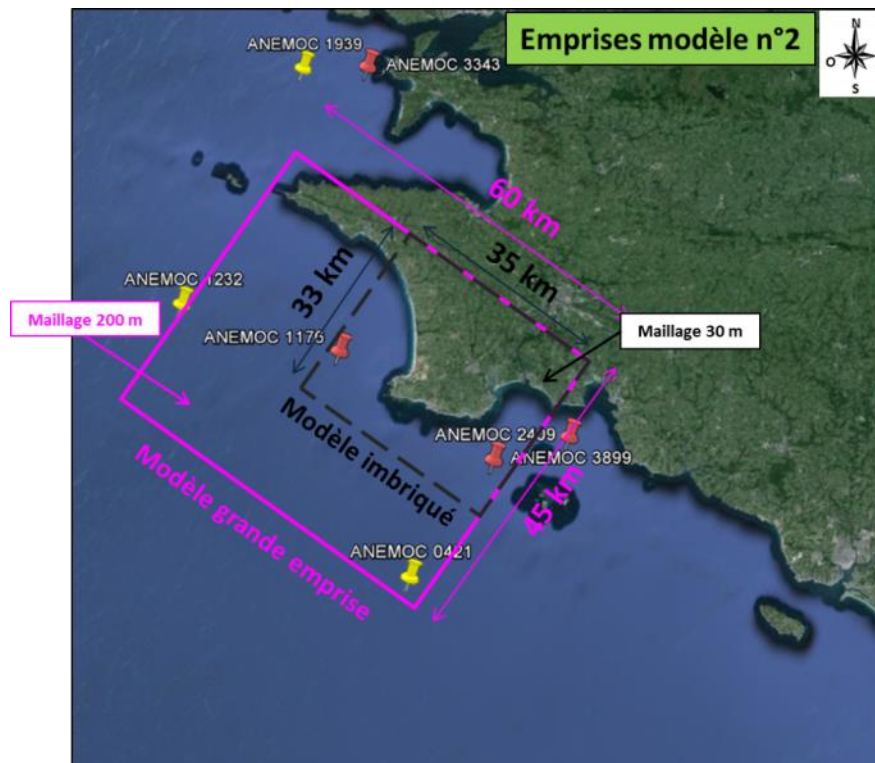 Emprises modèle n°2
N
O
S
ANEMOC 1939
ANEMOC 3343
60 km
35 km
33 km
ANEMOC 1232
Maillage 200 m
ANEMOC 1176
Maillage 30 m
Modèle imbriqué
ANEMOC 2409
ANEMOC 3899
45 km
Modèle grande emprise
ANEMOC 0421